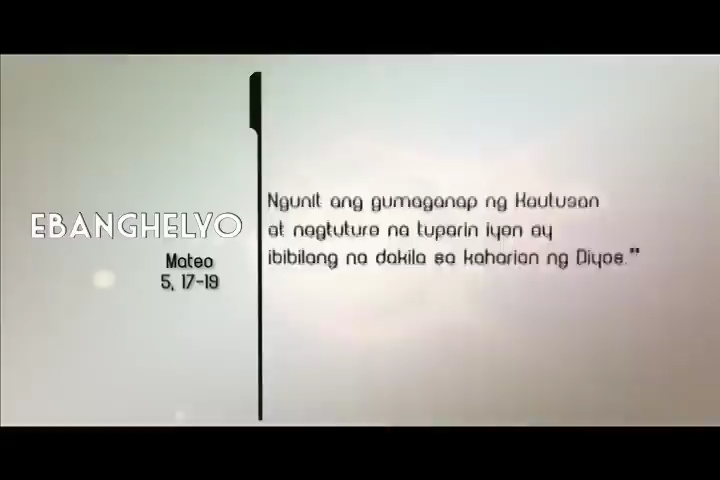 EBANGHELYO
Mateo
5, 17-19
Ngunit ang gumaganap ng Kautusan
at nagtuturo na tuparin iyon ay
ibibilang na dakila sa kaharian ng Diyos."